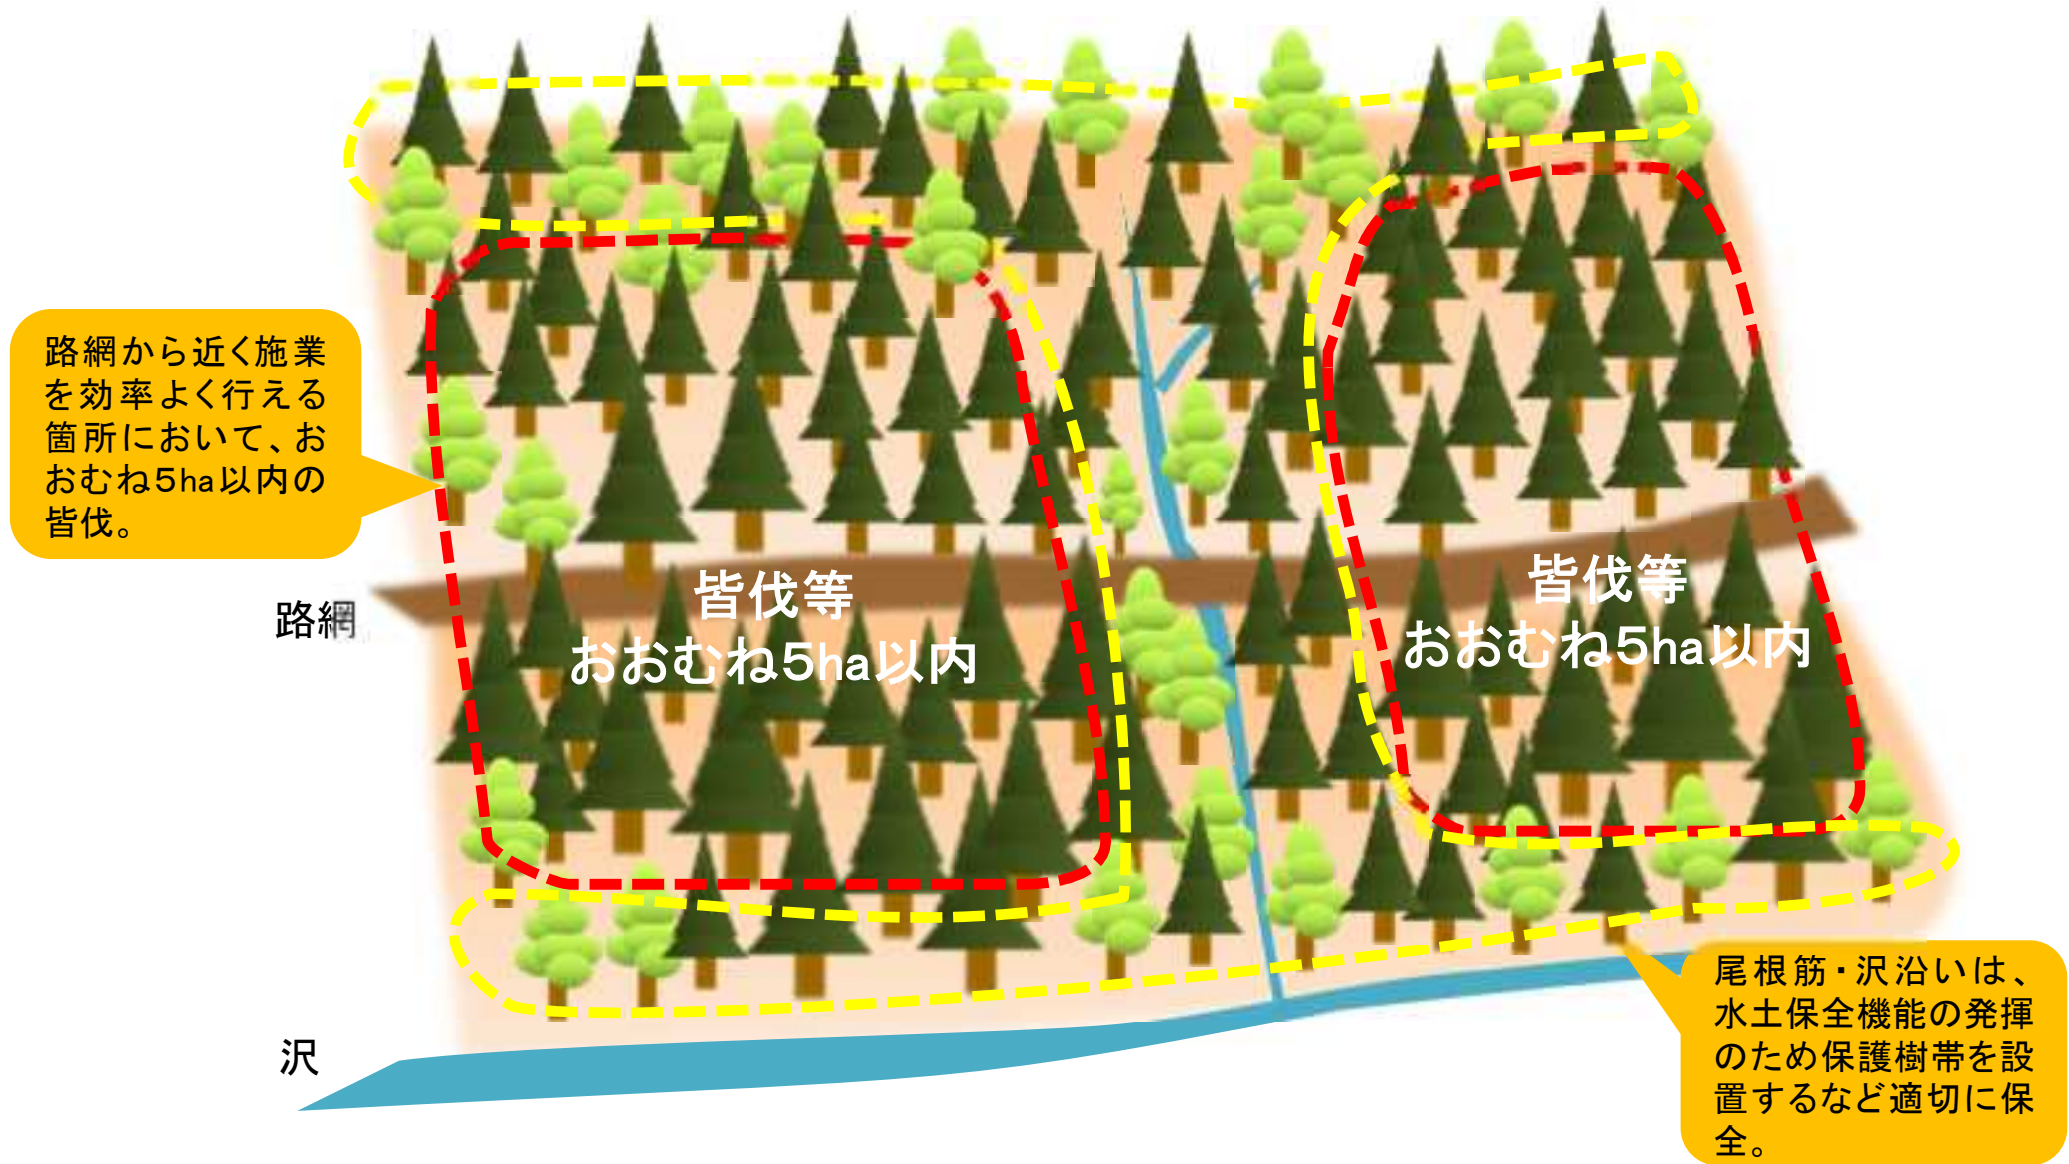 路網から近く施業
を効率よく行える
箇所において、お
おむね5ha以内の
皆伐。
路網
皆伐等
おおむね5ha以内
皆伐等
おおむね5ha以内
沢
尾根筋・沢沿いは、
水土保全機能の発揮
のため保護樹帯を設
置するなど適切に保
全。